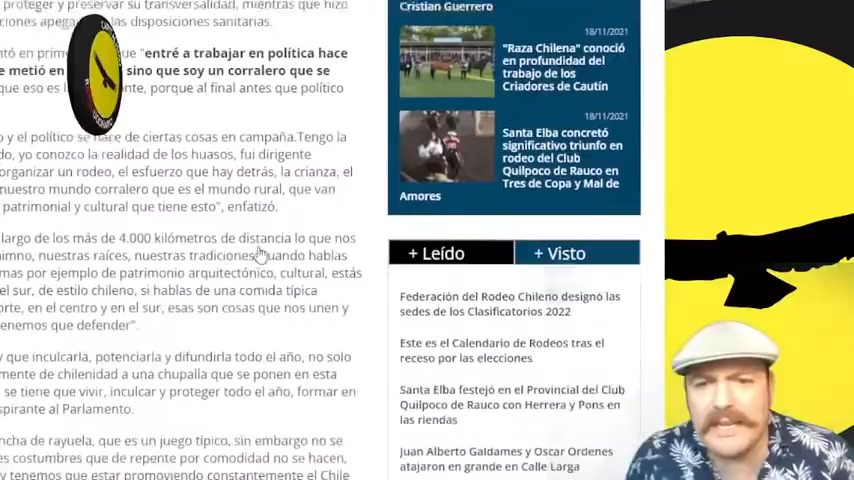 proteger y preservar su transversalidad, mientras que hizo
ciones apeg las disposiciones sanitarias.
ntó en prim que "entré a trabajar en política hace
e metió en sino que soy un corralero que se
que eso es l nte, porque al final antes que político
o y el político se hace de ciertas cosas en campaña.Tengo la
do, yo conozco la realidad de los huasos, fui dirigente
organizar un rodeo, el esfuerzo que hay detrás, la crianza, el
nuestro mundo corralero que es el mundo rural, que van
patrimonial y cultural que tiene esto", enfatizó.
largo de los más de 4.000 kilómetros de distancia lo que nos
himno, nuestras raíces, nuestras tradiciones cuando hablas
mas por ejemplo de patrimonio arquitectónico, cultural, estás
el sur, de estilo chileno, si hablas de una comida típica
orte, en el centro y en el sur, esas son cosas que nos unen y
enemos que defender".
y que inculcarla, potenciarla y difundirla todo el año, no solo
mente de chilenidad a una chupalla que se ponen en esta
se tiene que vivir, inculcar y proteger todo el año, formar en
spirante al Parlamento.
ncha de rayuela, que es un juego típico, sin embargo no se
es costumbres que de repente por comodidad no se hacen,
y tenemos que estar promoviendo constantemente el Chile
Cristian Guerrero
18/11/2021
"Raza Chilena" conoció
en profundidad del
trabajo de los
Criadores de Cautín
18/11/2021
Santa Elba concretó
significativo triunfo en
rodeo del Club
Quilpoco de Rauco en
Tres de Copa y Mal de
Amores
+ Leído + Visto
Federación del Rodeo Chileno designó las
sedes de los Clasificatorios 2022
Este es el Calendario de Rodeos tras el
receso por las elecciones
Santa Elba festejó en el Provincial del Club
Quilpoco de Rauco con Herrera y Pons en
las riendas
Juan Alberto Galdames y Oscar Ordenes
atajaron en grande en Calle Larga